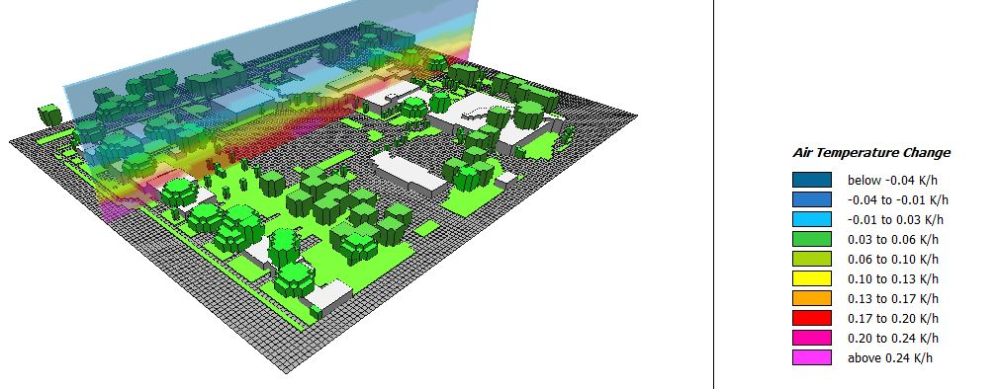 Air Temperature Change
below -0.04 K/h
-0.04 to -0.01 K/h
-0.01 to 0.03 K/h
0.03 to 0.06 K/h
0.06 to 0.10 K/h
0.10 to 0.13 K/h
0.13 to 0.17 K/h
0.17 to 0.20 K/h
0.20 to 0.24 K/h
above 0.24 K/h